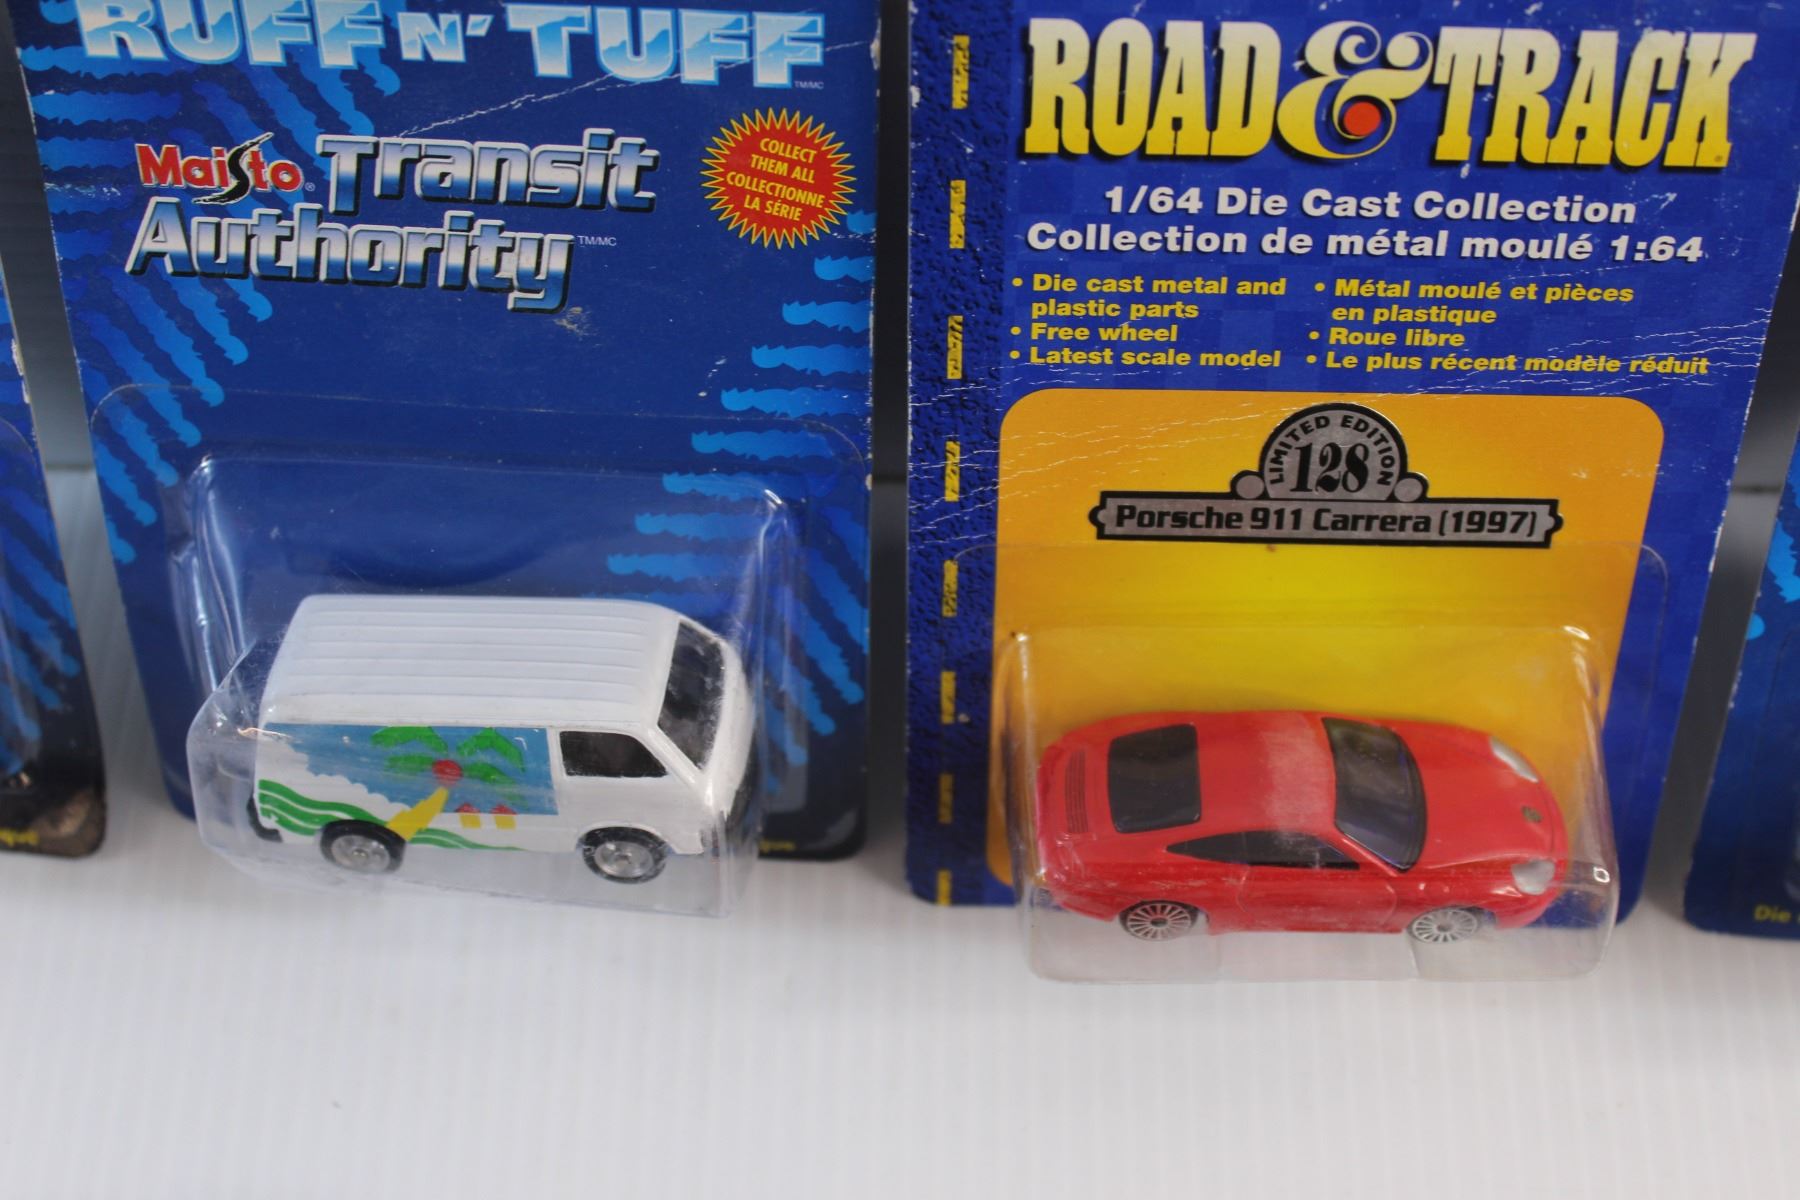 RUFF N' TUFF
TM/MC
Maisto® Transit
Authority TM/MC
COLLECT
THEM ALL
COLLECTIONNE
LA SÉRIE
ROAD & TRACK
1/64 Die Cast Collection
Collection de métal moulé 1:64
• Die cast metal and
plastic parts
• Free wheel
• Latest scale model
• Métal moulé et pièces
en plastique
• Roue libre
• Le plus récent modèle réduit
LIMITED EDITION
128
Porsche 911 Carrera (1997)
Die